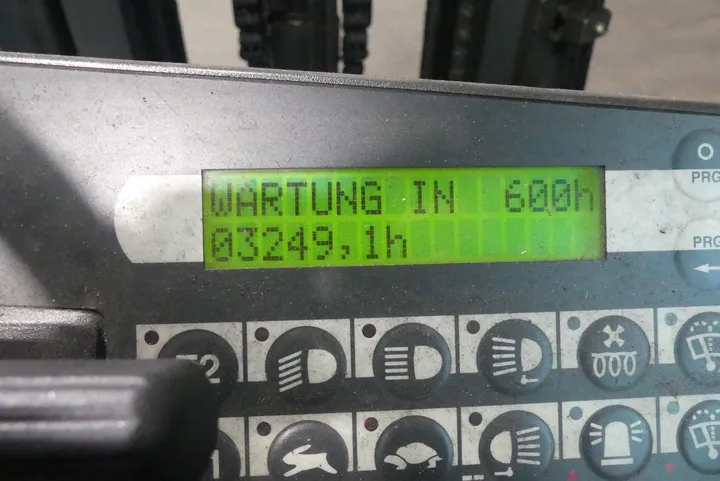 WARTUNG IN 600h
03249,1h
PRG
PRG